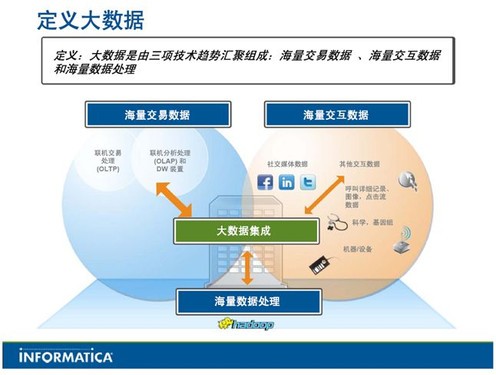 定义大数据
定义：大数据是由三项技术趋势汇聚组成：海量交易数据 、海量交互数据
和海量数据处理
海量交易数据
海量交互数据
联机交易
处理
(OLTP)
联机分析处理
(OLAP) 和
DW 装置
社交媒体数据
其他交互数据
呼叫详细记录、
图像，点击流
数据
科学，基因组
机器/设备
大数据集成
海量数据处理
hadoop
INFORMATICA